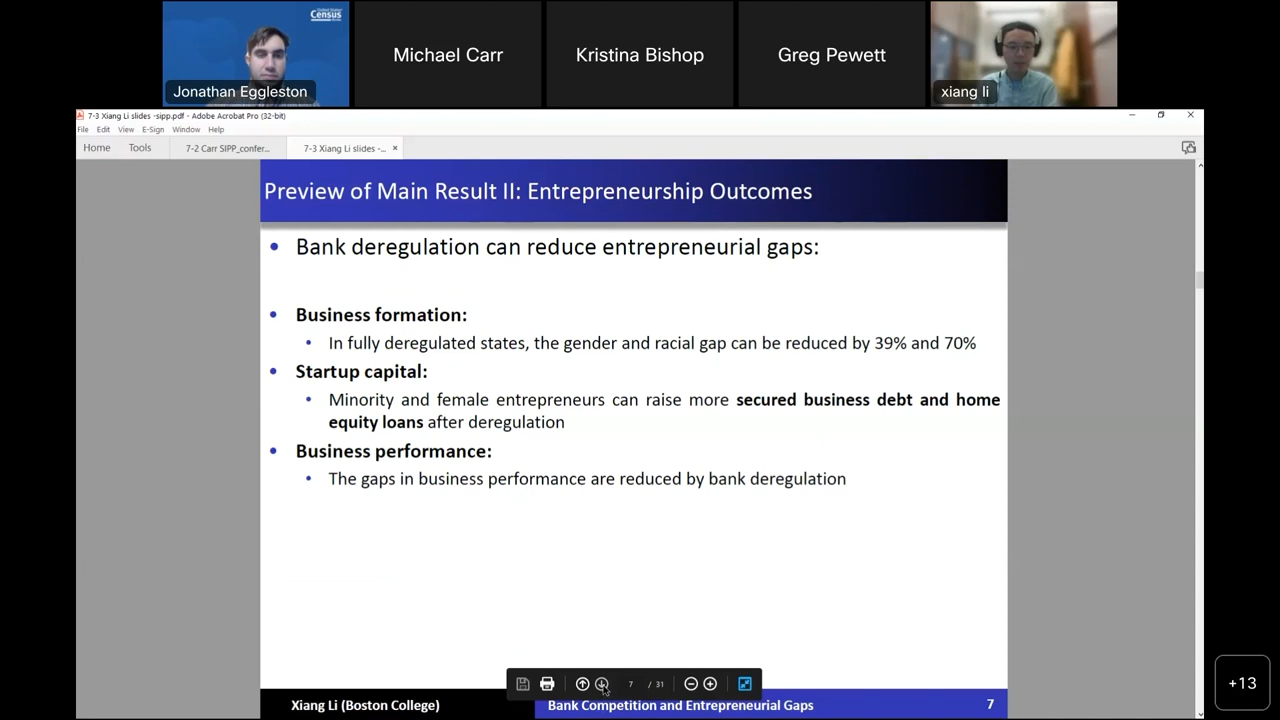 Census
Jonathan Eggleston
Michael Carr
Kristina Bishop
Greg Pewett
xiang li
7-3 Xiang Li slides -sipp.pdf - Adobe Acrobat Pro (32-bit)
File Edit View E-Sign Window Help
Home Tools 7-2 Carr SIPP_confer... 7-3 Xiang Li slides -... ×
Preview of Main Result II: Entrepreneurship Outcomes
• Bank deregulation can reduce entrepreneurial gaps:
• Business formation:
• In fully deregulated states, the gender and racial gap can be reduced by 39% and 70%
• Startup capital:
• Minority and female entrepreneurs can raise more secured business debt and home
equity loans after deregulation
• Business performance:
• The gaps in business performance are reduced by bank deregulation
7 / 31
Xiang Li (Boston College) Bank Competition and Entrepreneurial Gaps 7
+13